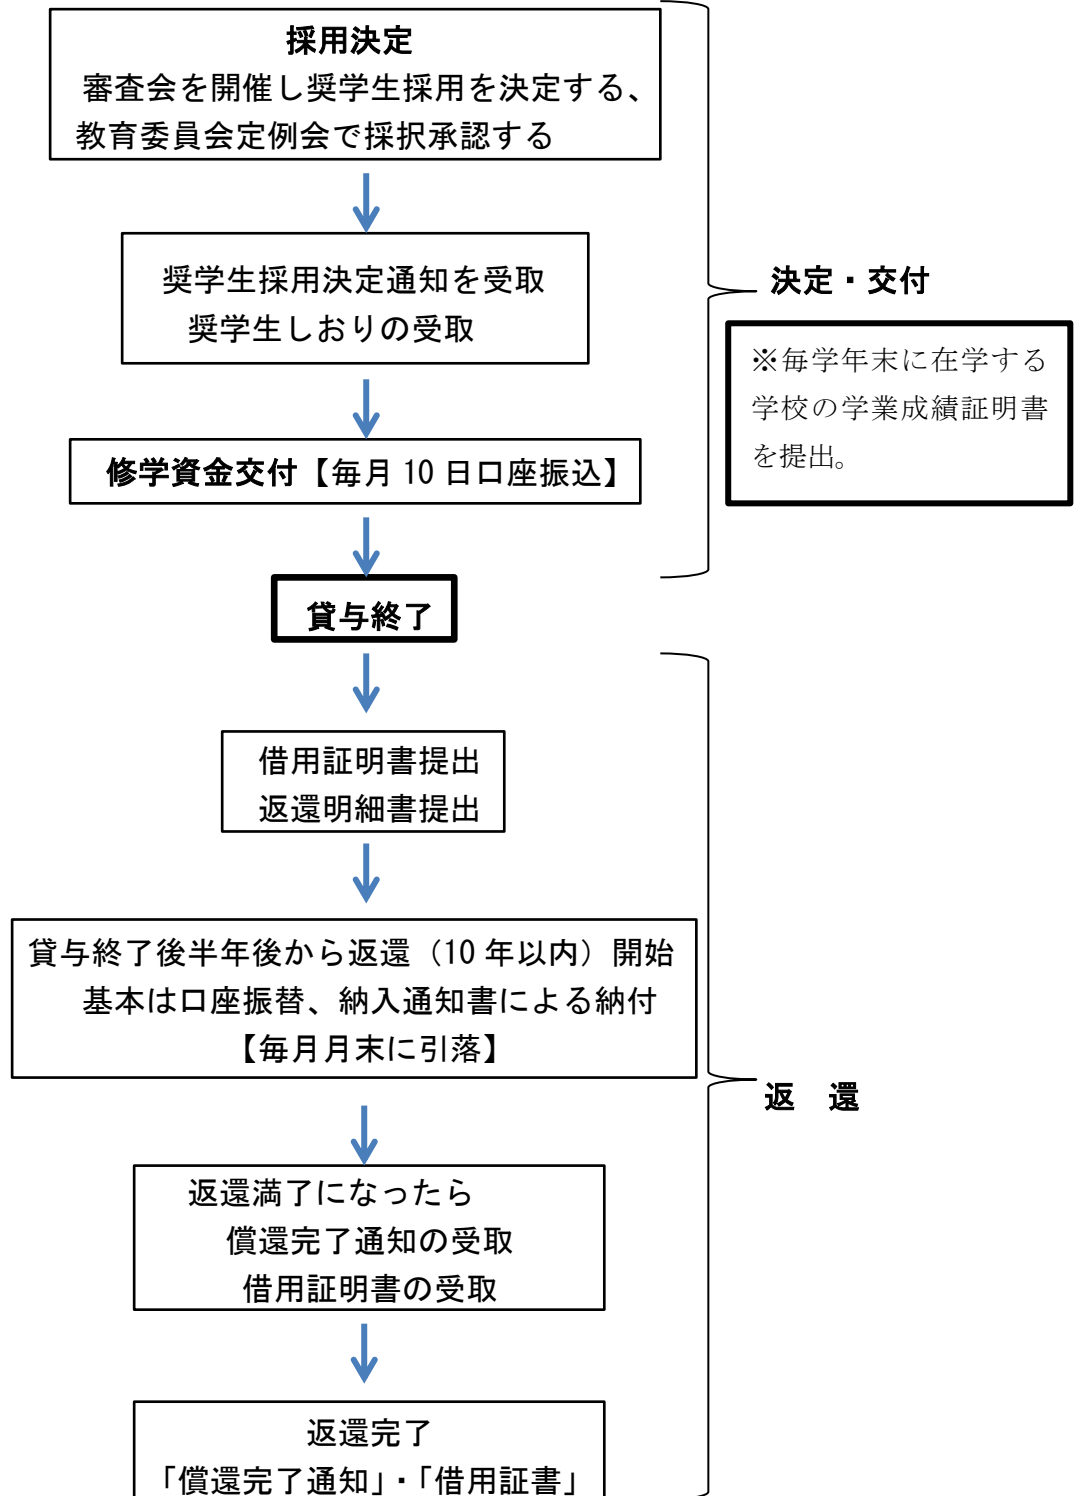 採用決定
審査会を開催し奨学生採用を決定する、
教育委員会定例会で採択承認する
奨学生採用決定通知を受取
奨学生しおりの受取
決定・交付
※毎学年末に在学する
学校の学業成績証明書
を提出。
修学資金交付【毎月 10 日口座振込】
貸与終了
借用証明書提出
返還明細書提出
貸与終了後半年後から返還（10 年以内）開始
基本は口座振替、納入通知書による納付
【毎月月末に引落】
返　還
返還満了になったら
償還完了通知の受取
借用証明書の受取
返還完了
「償還完了通知」・「借用証書」